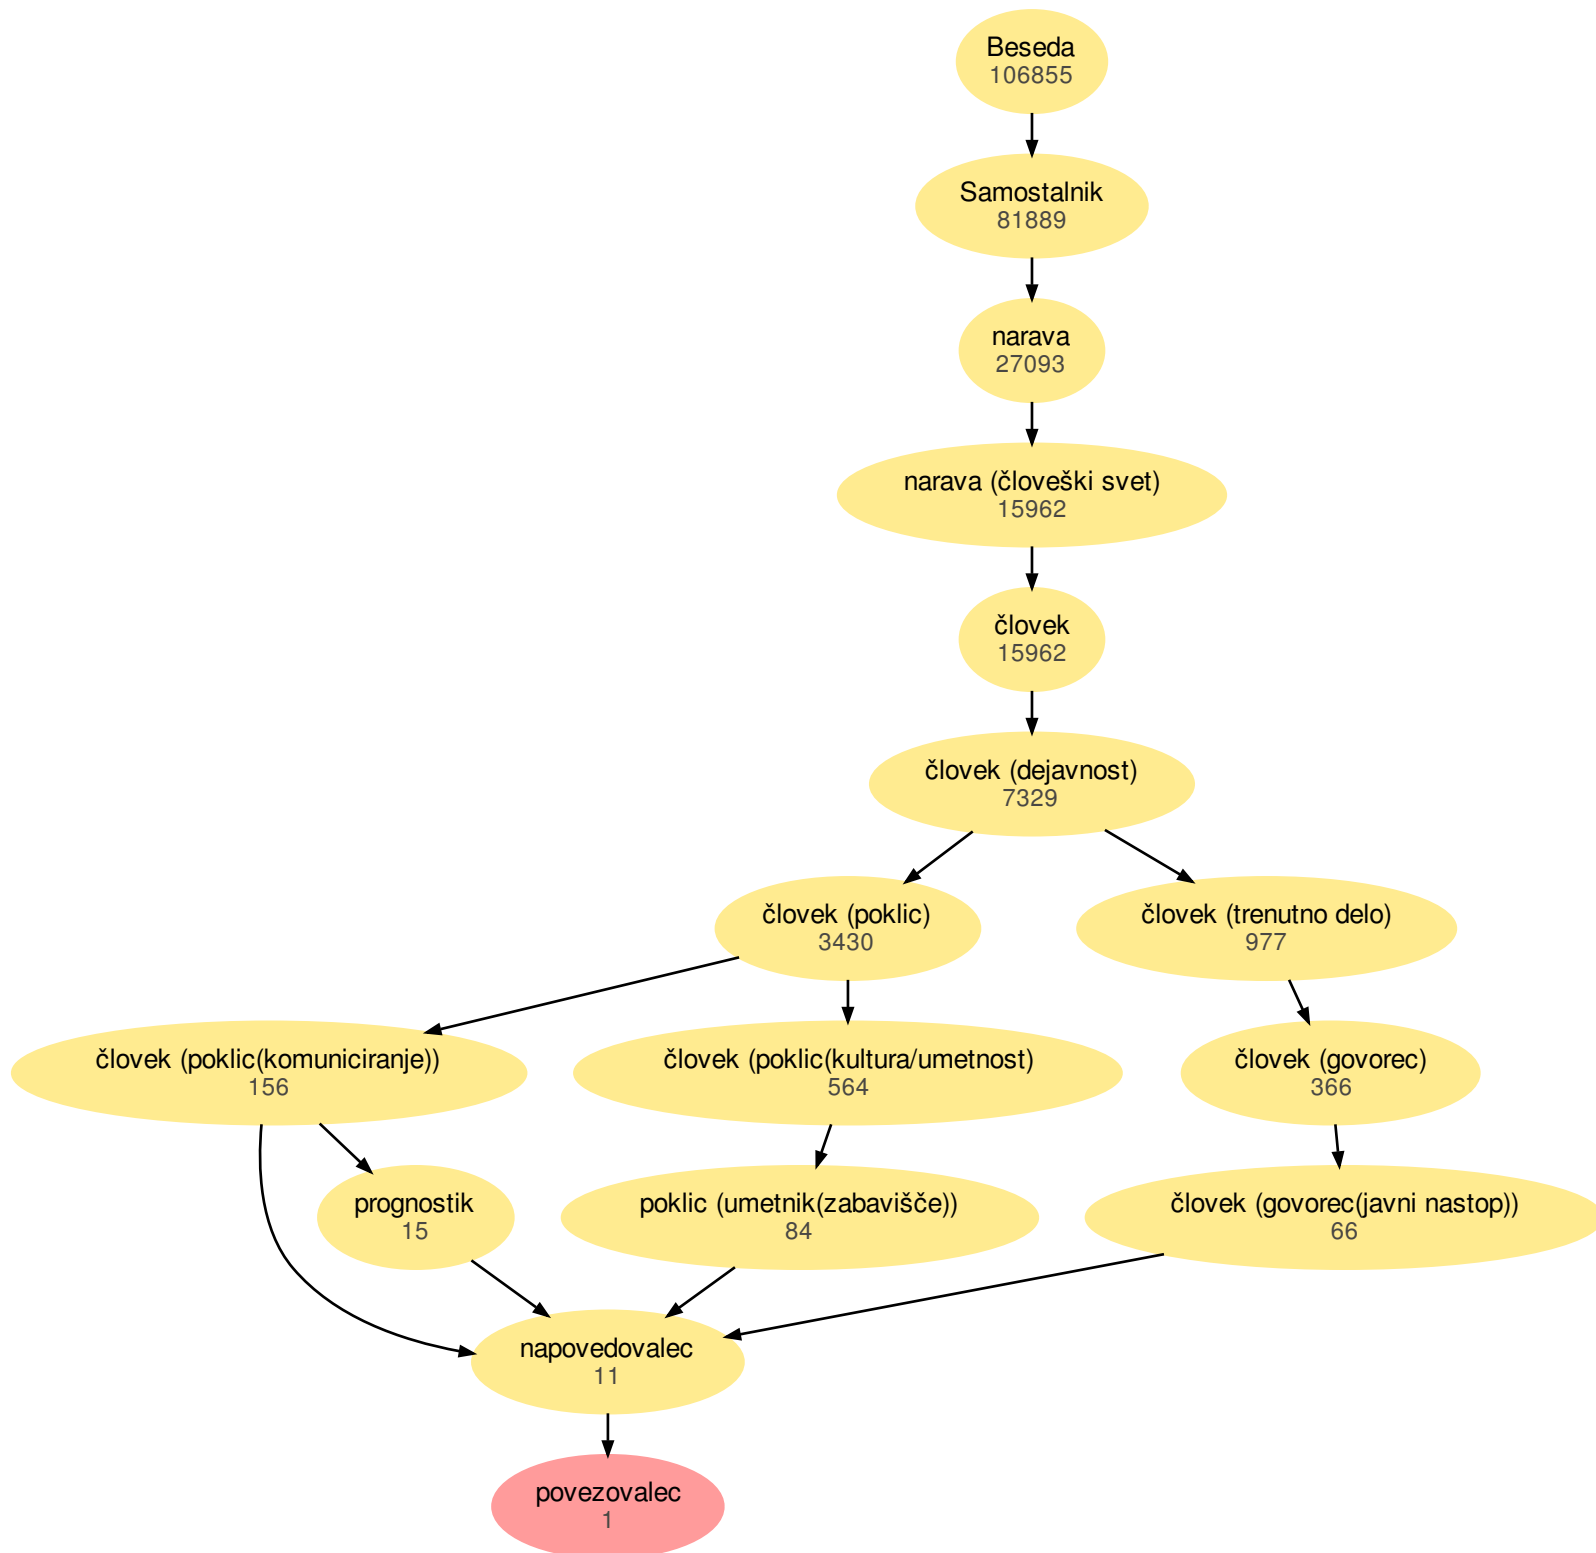 Beseda
106855
Samostalnik
81889
narava
27093
narava (človeški svet)
15962
človek
15962
človek (dejavnost)
7329
človek (poklic)
3430
človek (trenutno delo)
977
človek (poklic(komuniciranje))
156
človek (poklic(kultura/umetnost)
564
človek (govorec)
366
prognostik
15
poklic (umetnik(zabavišče))
84
človek (govorec(javni nastop))
66
napovedovalec
11
povezovalec
1